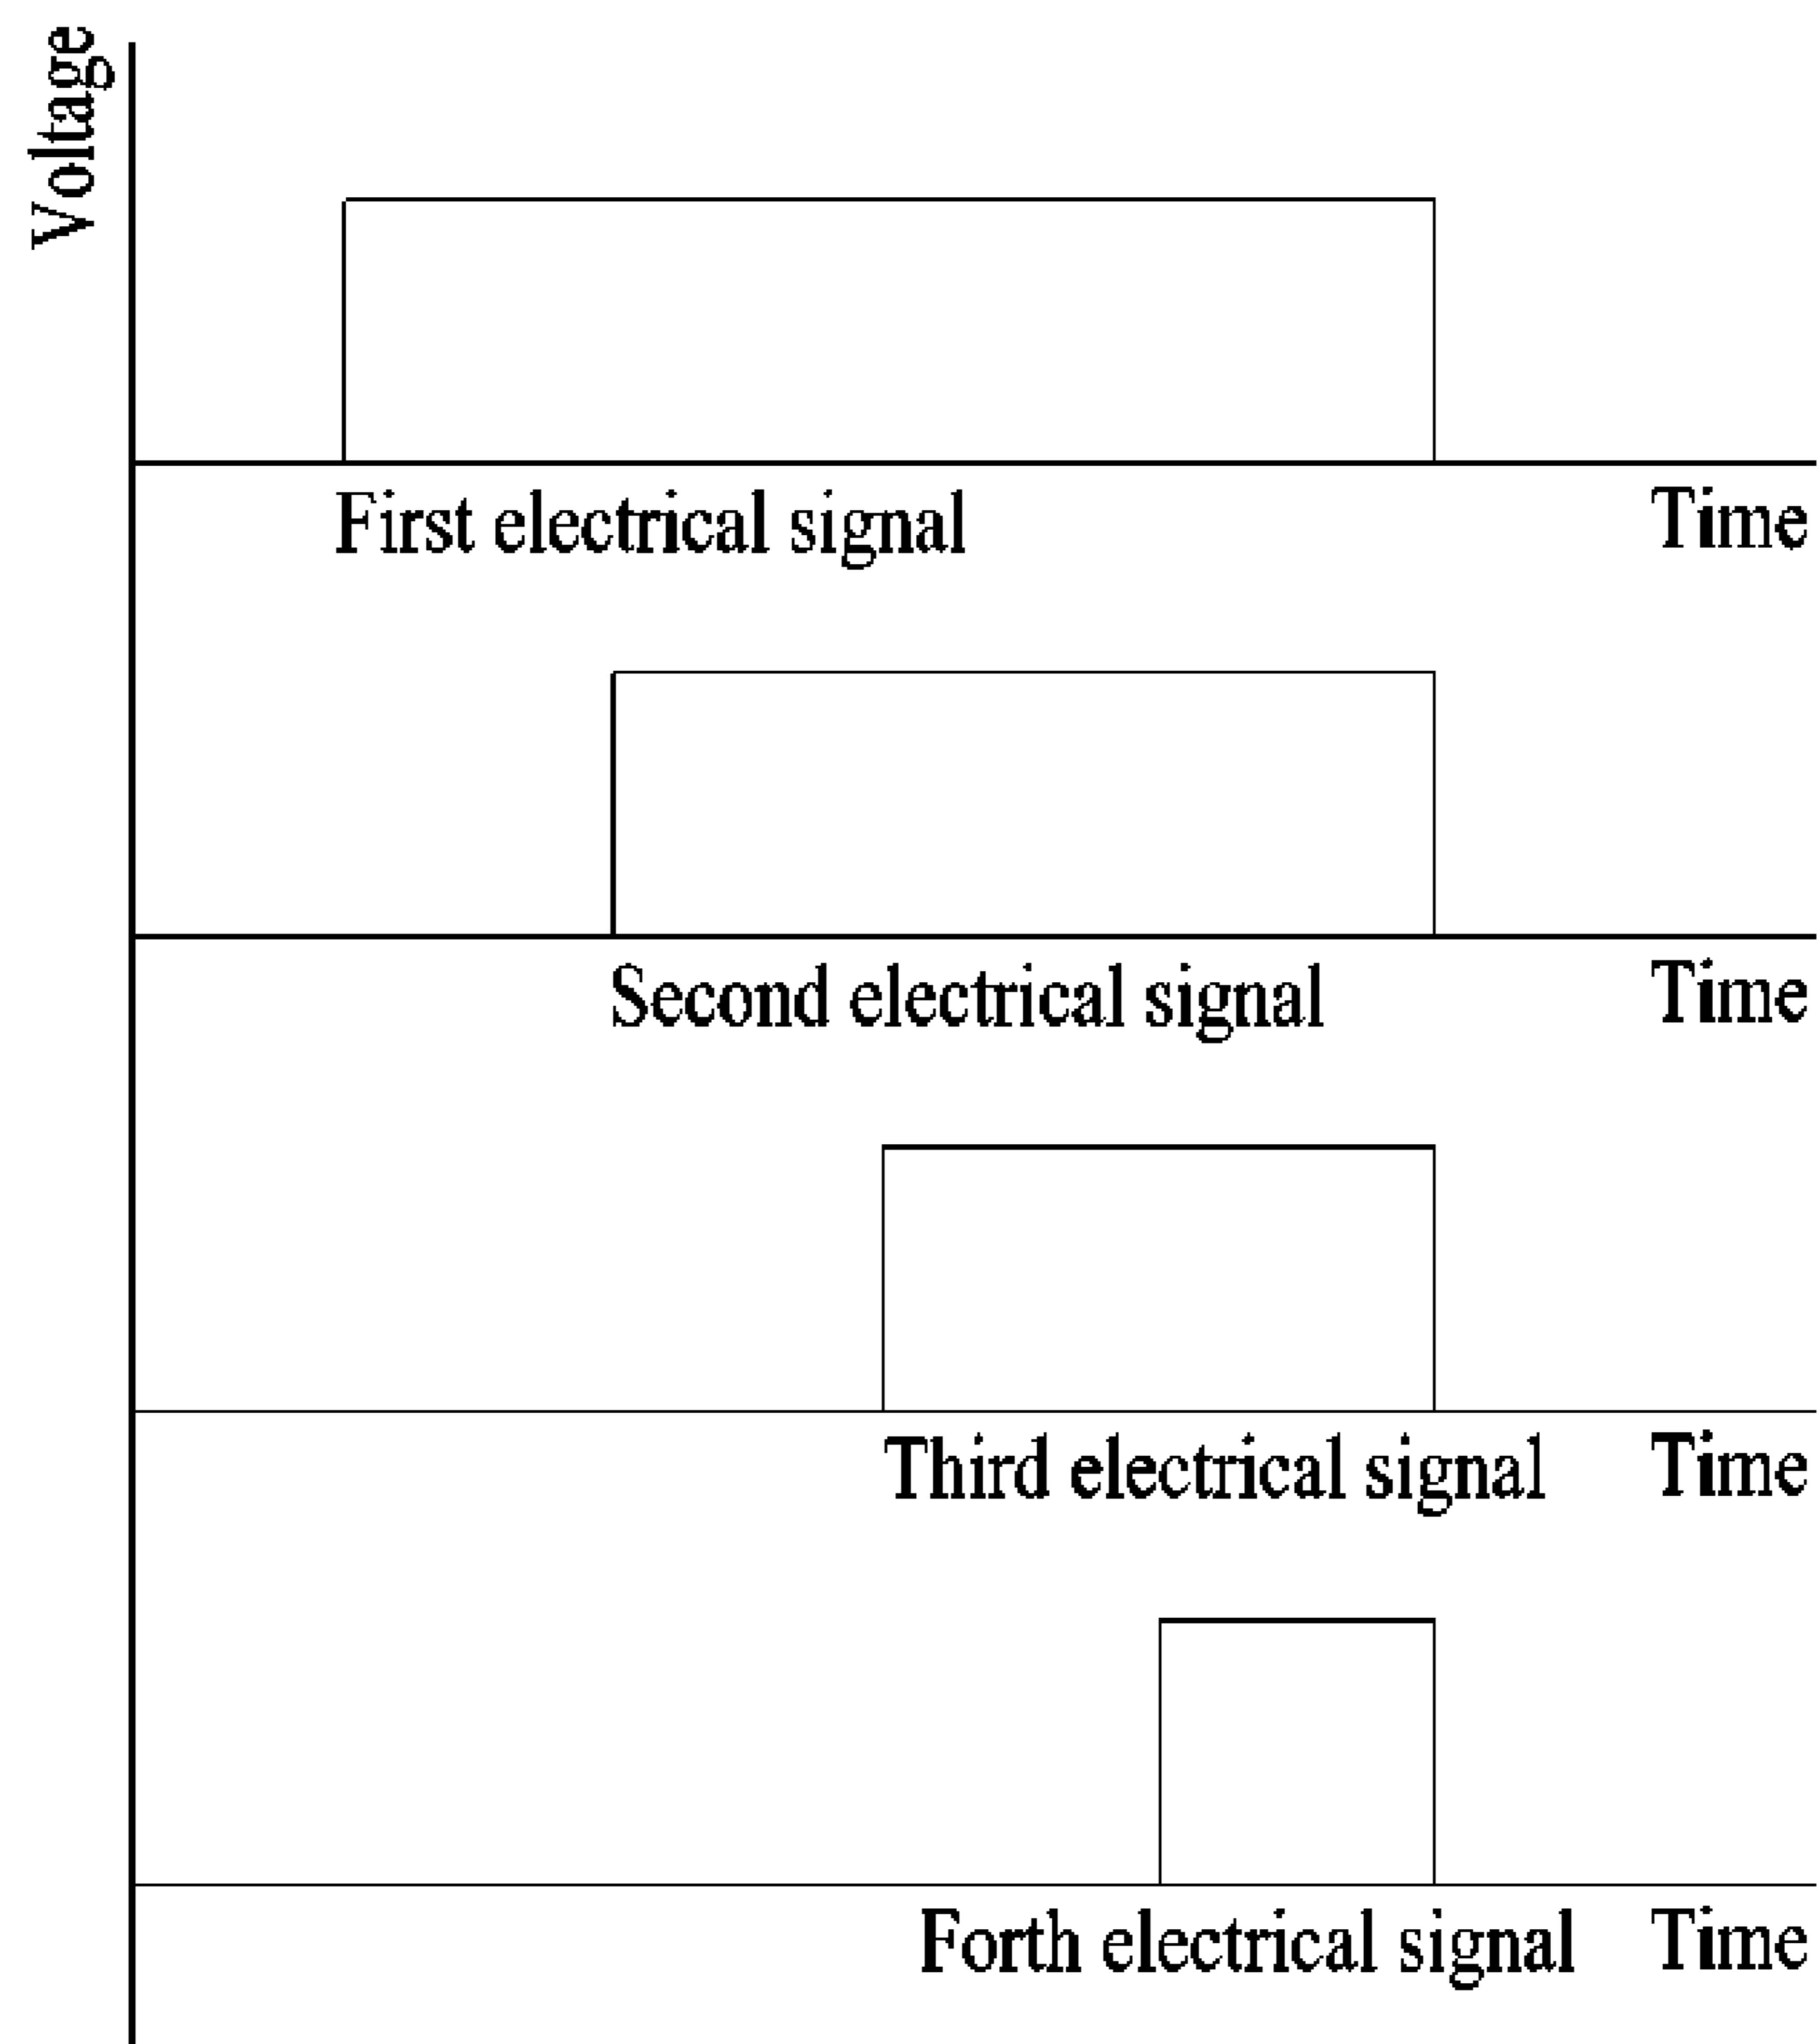 Voltage
First electrical signal Time
Second electrical signal Time
Third electrical signal Time
Forth electrical signal Time